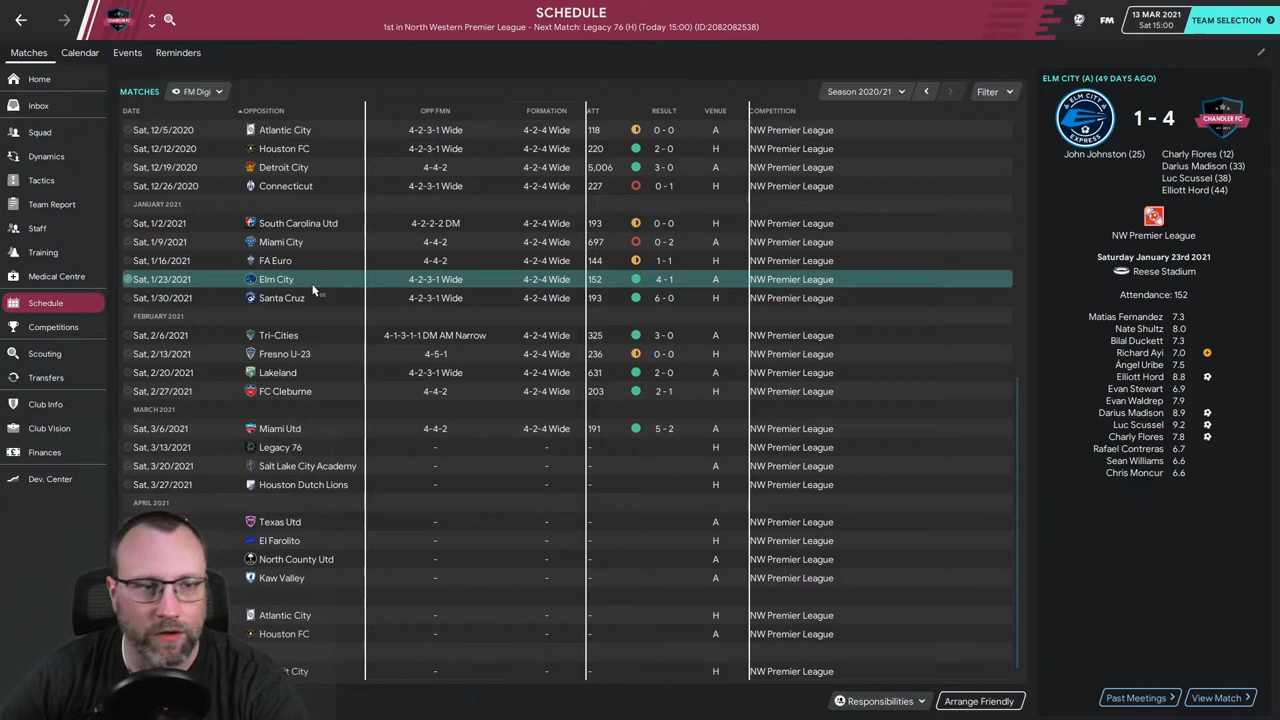 SCHEDULE
1st in North Western Premier League - Next Match: Legacy 76 (H) (Today 15:00) (ID:2082082538)
CHANDLER FC
FM
13 MAR 2021
Sat 15:00
TEAM SELECTION
Matches Calendar Events Reminders
Home
Inbox
Squad
Dynamics
Tactics
Team Report
Staff
Training
Medical Centre
Schedule
Competitions
Scouting
Transfers
Club Info
Club Vision
Finances
Dev. Center
MATCHES FM Digi Season 2020/21 Filter
DATE OPPOSITION OPP FMN FORMATION ATT RESULT VENUE COMPETITION
Sat, 12/5/2020 Atlantic City 4-2-3-1 Wide 4-2-4 Wide 118 0 - 0 A NW Premier League
Sat, 12/12/2020 Houston FC 4-2-3-1 Wide 4-2-4 Wide 220 2 - 0 H NW Premier League
Sat, 12/19/2020 Detroit City 4-4-2 4-2-4 Wide 5,006 3 - 0 A NW Premier League
Sat, 12/26/2020 Connecticut 4-2-3-1 Wide 4-2-4 Wide 227 0 - 1 H NW Premier League
JANUARY 2021
Sat, 1/2/2021 South Carolina Utd 4-2-2-2 DM 4-2-4 Wide 193 0 - 0 H NW Premier League
Sat, 1/9/2021 Miami City 4-4-2 4-2-4 Wide 697 0 - 2 A NW Premier League
Sat, 1/16/2021 FA Euro 4-4-2 4-2-4 Wide 144 1 - 1 H NW Premier League
Sat, 1/23/2021 Elm City 4-2-3-1 Wide 4-2-4 Wide 152 4 - 1 A NW Premier League
Sat, 1/30/2021 Santa Cruz 4-2-3-1 Wide 4-2-4 Wide 193 6 - 0 H NW Premier League
FEBRUARY 2021
Sat, 2/6/2021 Tri-Cities 4-1-3-1-1 DM AM Narrow 4-2-4 Wide 325 3 - 0 A NW Premier League
Sat, 2/13/2021 Fresno U-23 4-5-1 4-2-4 Wide 236 0 - 0 H NW Premier League
Sat, 2/20/2021 Lakeland 4-2-3-1 Wide 4-2-4 Wide 631 2 - 0 A NW Premier League
Sat, 2/27/2021 FC Cleburne 4-4-2 4-2-4 Wide 203 2 - 1 H NW Premier League
MARCH 2021
Sat, 3/6/2021 Miami Utd 4-4-2 4-2-4 Wide 191 5 - 2 A NW Premier League
Sat, 3/13/2021 Legacy 76 - - - H NW Premier League
Sat, 3/20/2021 Salt Lake City Academy - - - A NW Premier League
Sat, 3/27/2021 Houston Dutch Lions - - - H NW Premier League
APRIL 2021
Texas Utd - - - A NW Premier League
El Farolito - - - H NW Premier League
North County Utd - - - A NW Premier League
Kaw Valley - - - A NW Premier League
Atlantic City - - - H NW Premier League
Houston FC - - - A NW Premier League
it City - - - H NW Premier League
Responsibilities Arrange Friendly
ELM CITY (A) (49 DAYS AGO)
ELM CITY
EXPRESS
1 - 4
CHANDLER FC
John Johnston (25)
Charly Flores (12)
Darius Madison (33)
Luc Scussel (38)
Elliott Hord (44)
NW Premier League
Saturday January 23rd 2021
Reese Stadium
Attendance: 152
Matias Fernandez 7.3
Nate Shultz 8.0
Bilal Duckett 7.3
Richard Ayi 7.0
Ángel Uribe 7.5
Elliott Hord 8.8
Evan Stewart 6.9
Evan Waldrep 7.9
Darius Madison 8.9
Luc Scussel 9.2
Charly Flores 7.8
Rafael Contreras 6.7
Sean Williams 6.6
Chris Moncur 6.6
Past Meetings View Match